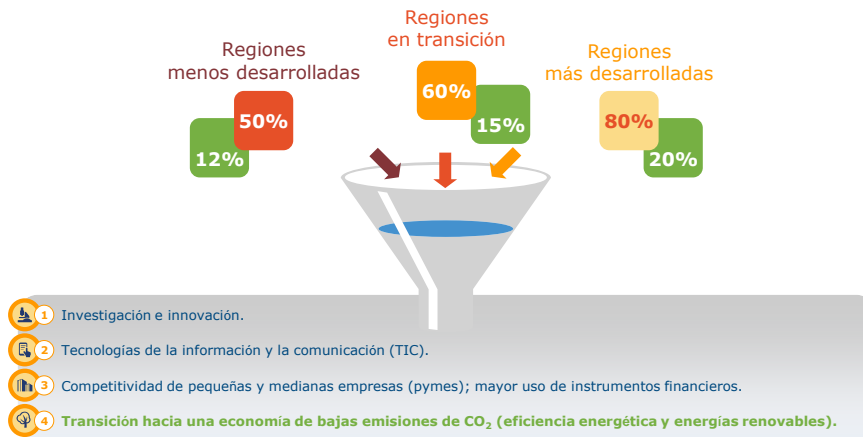 Regiones
en transición
Regiones
menos desarrolladas
Regiones
más desarrolladas
50%
12%
60%
15%
80%
20%
1 Investigación e innovación.
2 Tecnologías de la información y la comunicación (TIC).
3 Competitividad de pequeñas y medianas empresas (pymes); mayor uso de instrumentos financieros.
4 Transición hacia una economía de bajas emisiones de CO₂ (eficiencia energética y energías renovables).